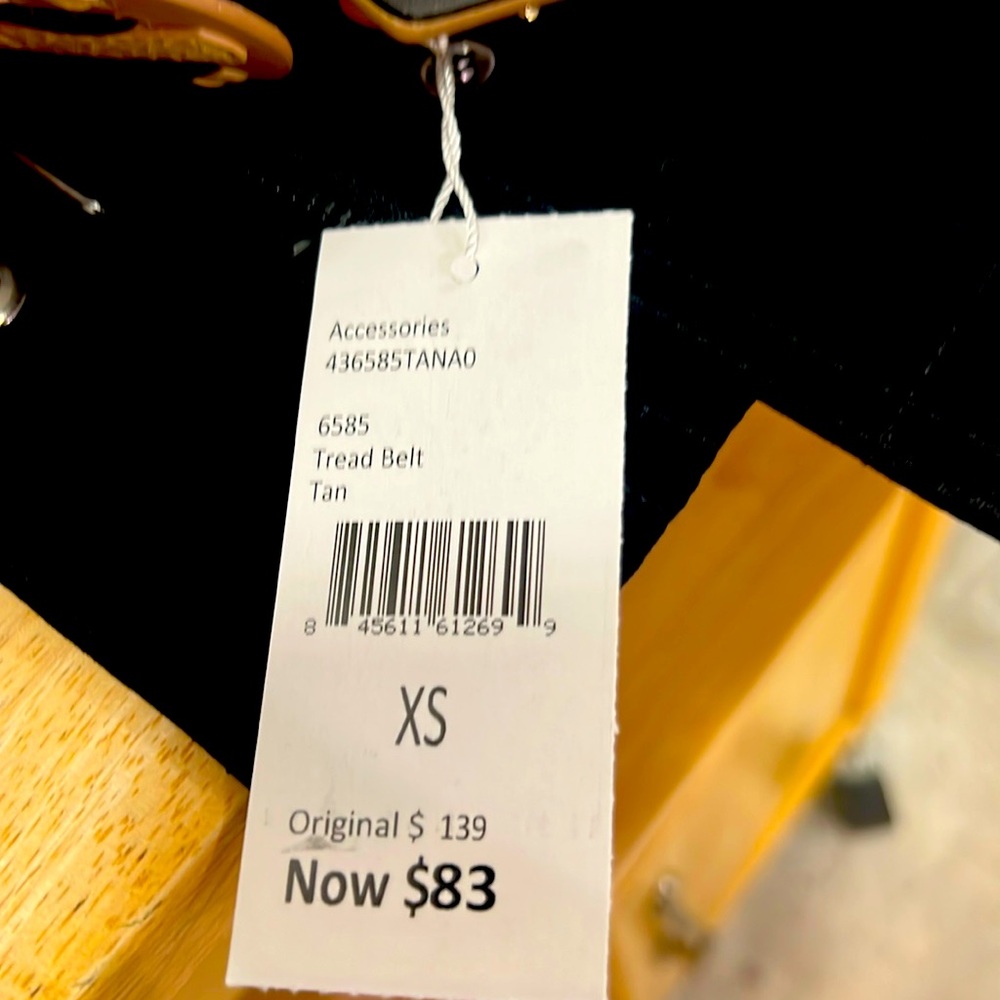 Accessories
436585TANA0
6585
Tread Belt
Tan
8 45611 61269 9
XS
Original $ 139
Now $83